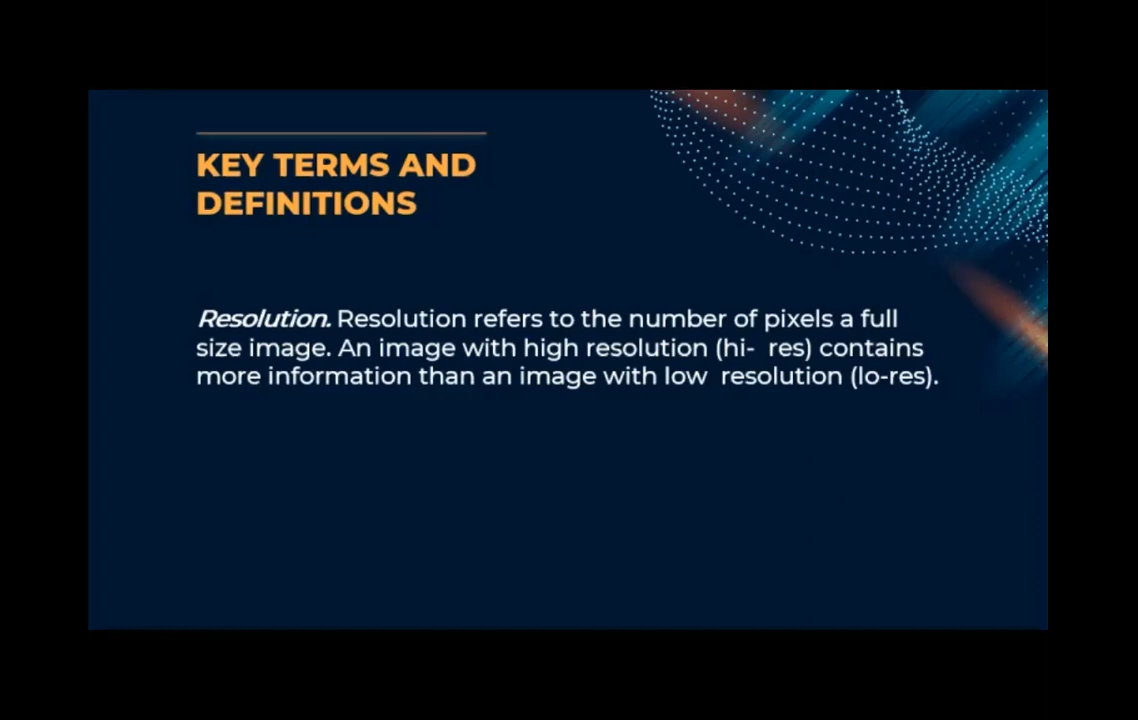 KEY TERMS AND
DEFINITIONS
Resolution. Resolution refers to the number of pixels a full
size image. An image with high resolution (hi-  res) contains
more information than an image with low  resolution (lo-res).